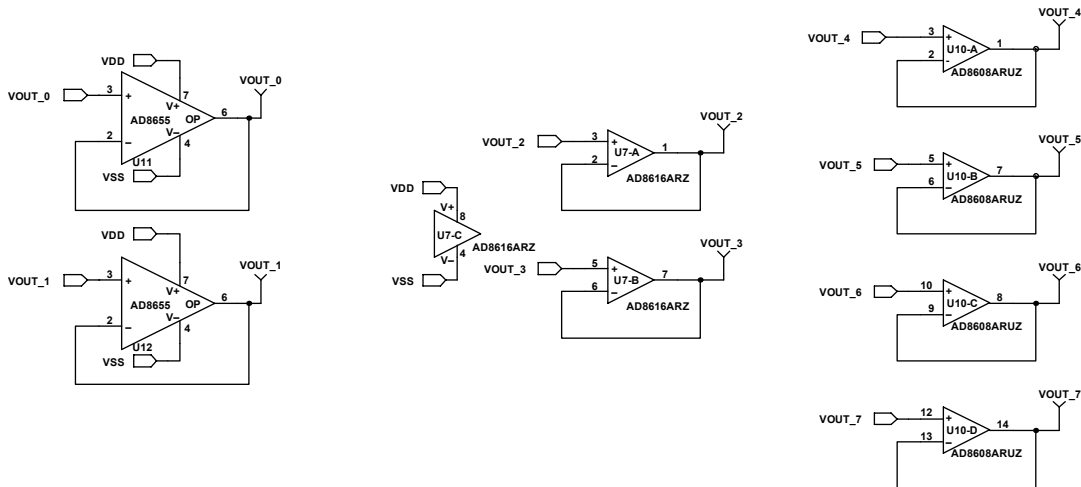 VDD
VOUT_0
VOUT_0
3
+
7
V+
AD8655
OP
6
2
−
V−
4
U11
VSS
VDD
VOUT_1
VOUT_1
3
+
7
V+
AD8655
OP
6
2
−
V−
4
U12
VSS
VDD
V+
8
U7-C
AD8616ARZ
V−
4
VSS
VOUT_2
VOUT_2
3
+
U7-A
1
2
−
AD8616ARZ
VOUT_3
VOUT_3
5
+
U7-B
7
6
−
AD8616ARZ
VOUT_4
VOUT_4
3
+
U10-A
1
2
-
AD8608ARUZ
VOUT_5
VOUT_5
5
+
U10-B
7
6
−
AD8608ARUZ
VOUT_6
VOUT_6
10
+
U10-C
8
9
−
AD8608ARUZ
VOUT_7
VOUT_7
12
+
U10-D
14
13
−
AD8608ARUZ